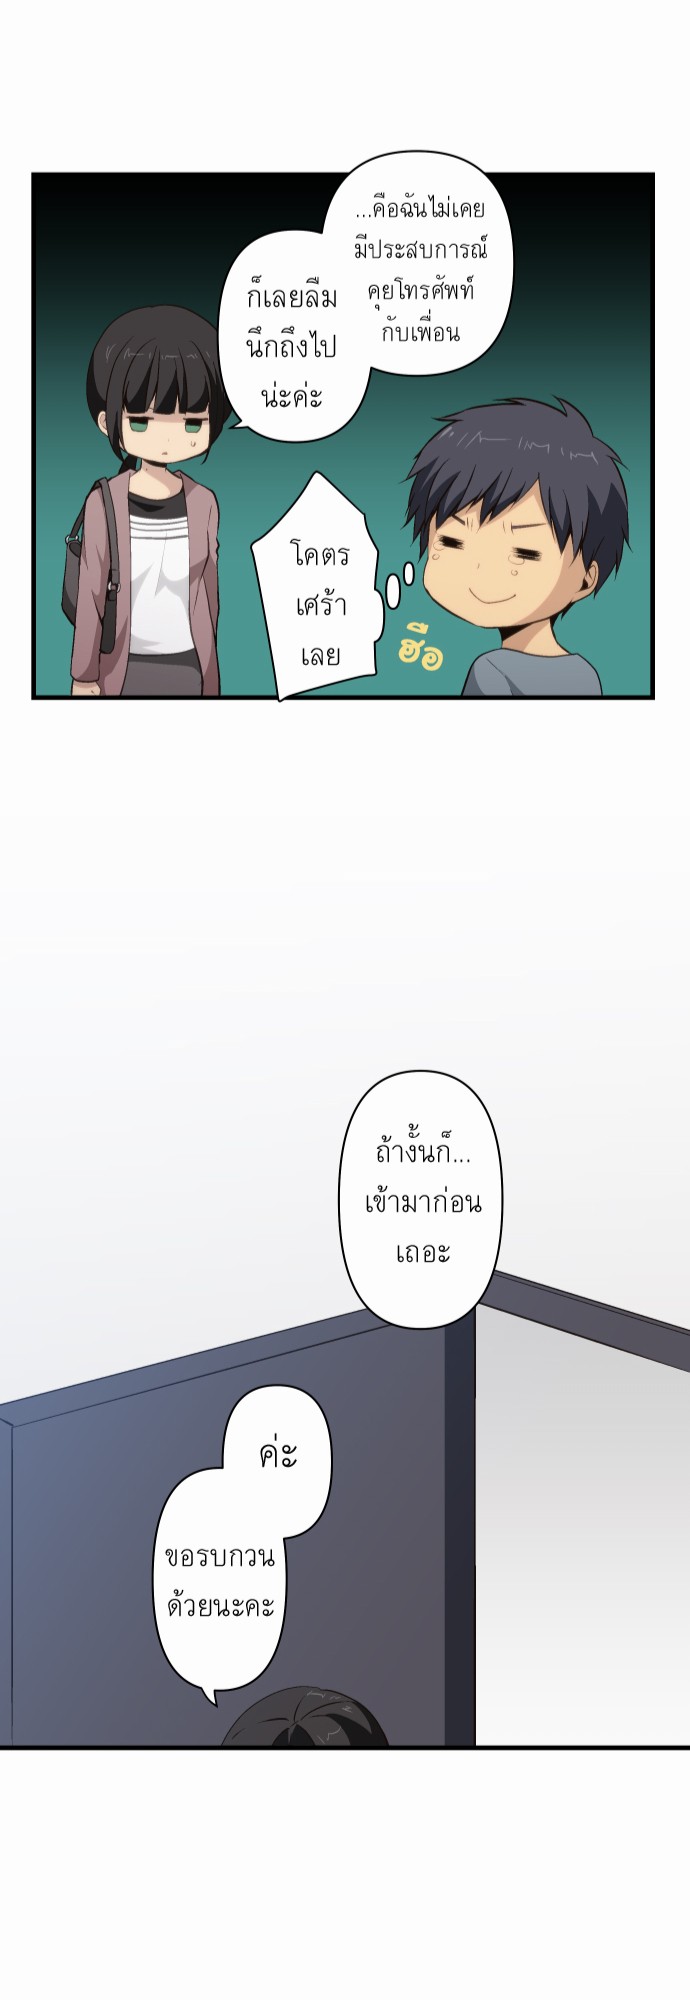 ...คือฉันไม่เคย
มีประสบการณ์
คุยโทรศัพท์
กับเพื่อน
ก็เลยลืม
นึกถึงไป
น่ะค่ะ
โคตร
เศร้า
เลย
ฮือ
ถ้างั้นก็...
เข้ามาก่อน
เถอะ
ค่ะ
ขอรบกวน
ด้วยนะคะ